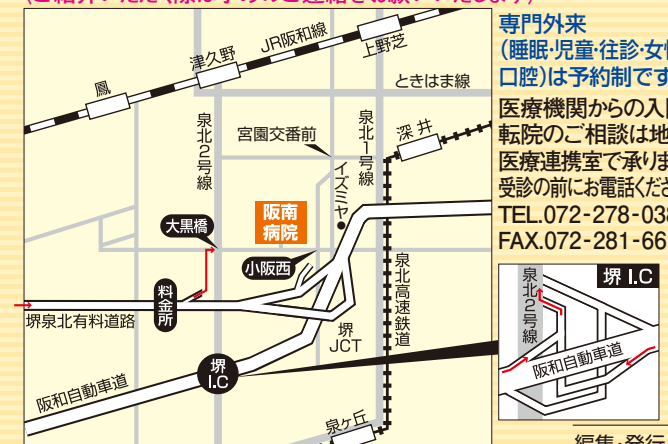 専門外来
(睡眠・児童・往診・女
口腔)は予約制です
医療機関からの入
転院のご相談は地
医療連携室で承りま
受診の前にお電話くださ
TEL.072-278-038
FAX.072-281-66
JR阪和線
上野芝
津久野
鳳
ときはま線
泉北2号線
宮園交番前
泉北1号線
深井
イズミヤ
阪南
病院
大黒橋
小阪西
料金所
堺泉北有料道路
泉北高速鉄道
堺
JCT
堺
I.C
阪和自動車道
泉ヶ丘
堺 I.C
泉北2号線
阪和自動車道
編集・発行